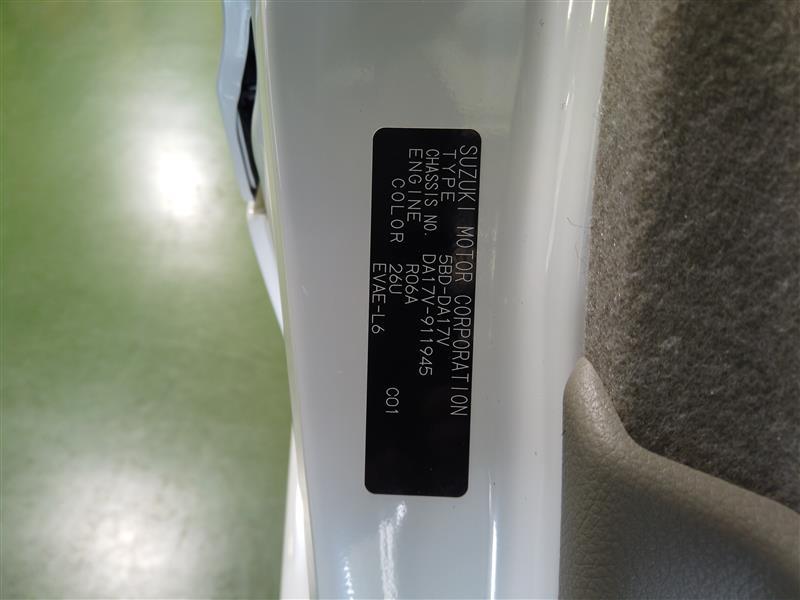 SUZUKI MOTOR CORPORATION
TYPE 5BD-DA17V
CHASSIS NO. DA17V-911945
ENGINE R06A
COLOR 26U
EVAE-L6 C01